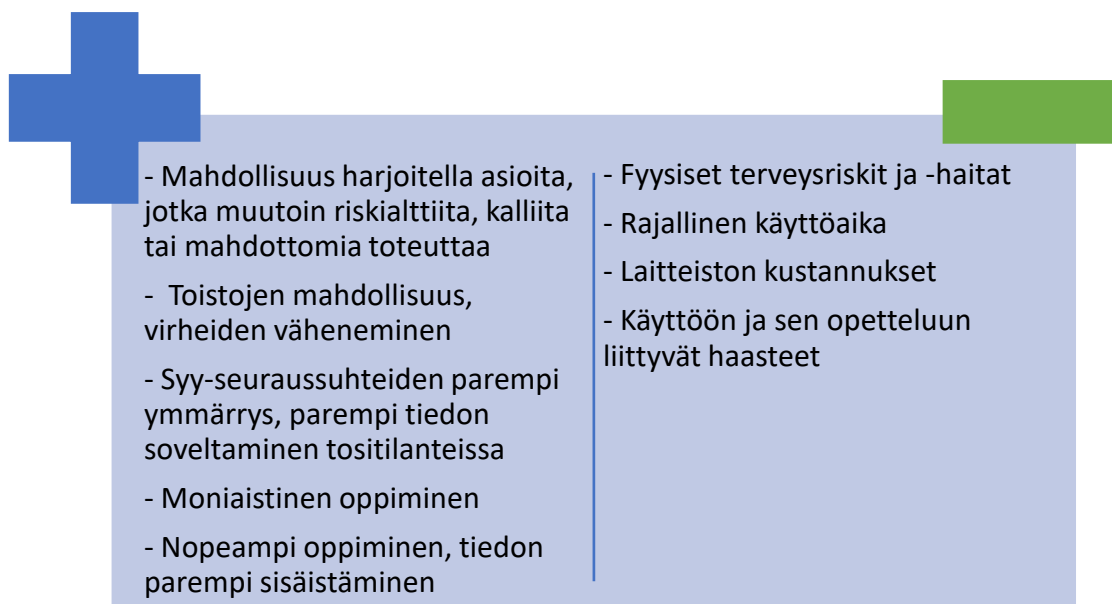 - Mahdollisuus harjoitella asioita,
jotka muutoin riskialttiita, kalliita
tai mahdottomia toteuttaa
- Toistojen mahdollisuus,
virheiden väheneminen
- Syy-seuraussuhteiden parempi
ymmärrys, parempi tiedon
soveltaminen tositilanteissa
- Moniaistinen oppiminen
- Nopeampi oppiminen, tiedon
parempi sisäistäminen
- Fyysiset terveysriskit ja -haitat
- Rajallinen käyttöaika
- Laitteiston kustannukset
- Käyttöön ja sen opetteluun
liittyvät haasteet